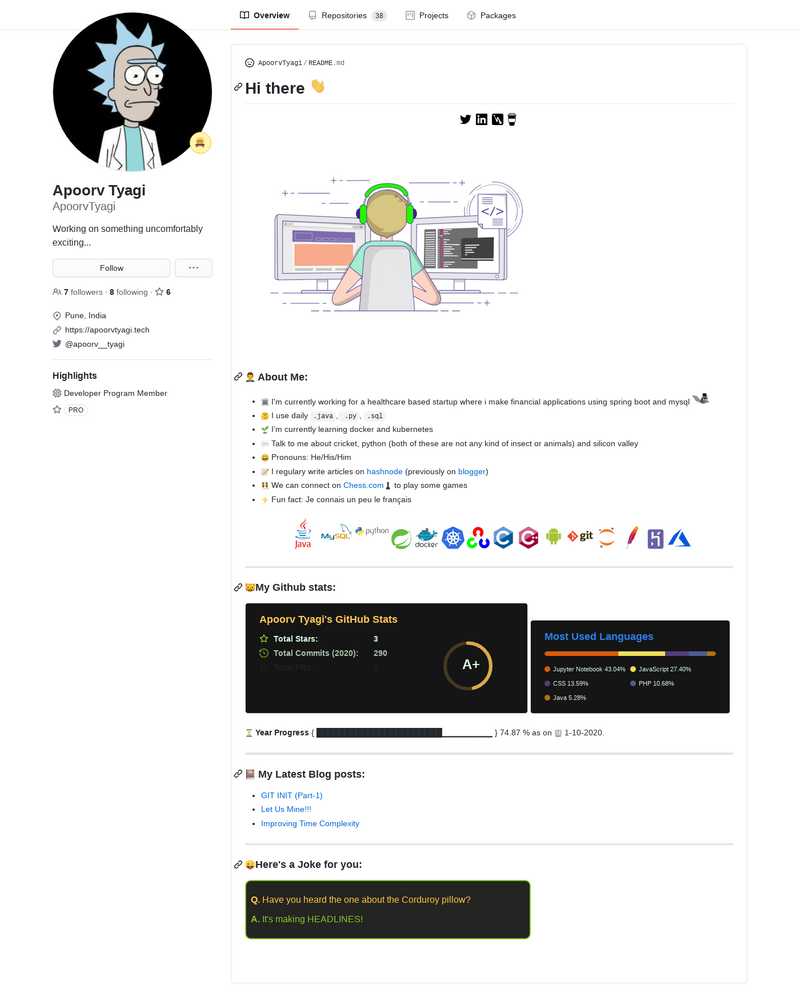 Overview
Repositories 38
Projects
Packages
ApoorvTyagi / README.md
Hi there
Apoorv Tyagi
ApoorvTyagi
Working on something uncomfortably
exciting...
Follow
7 followers · 8 following · 6
Pune, India
https://apoorvtyagi.tech
@apoorv__tyagi
Highlights
Developer Program Member
PRO
</>
About Me:
I'm currently working for a healthcare based startup where i make financial applications using spring boot and mysql
I use daily .java , .py , .sql
I'm currently learning docker and kubernetes
Talk to me about cricket, python (both of these are not any kind of insect or animals) and silicon valley
Pronouns: He/His/Him
I regulary write articles on hashnode (previously on blogger)
We can connect on Chess.com to play some games
Fun fact: Je connais un peu le français
Java MySQL python docker C C++ git
My Github stats:
Apoorv Tyagi's GitHub Stats
Total Stars: 3
Total Commits (2020): 290
A+
Most Used Languages
Jupyter Notebook 43.04% JavaScript 27.40%
CSS 13.59% PHP 10.68%
Java 5.28%
Year Progress { } 74.87 % as on 1-10-2020.
My Latest Blog posts:
GIT INIT (Part-1)
Let Us Mine!!!
Improving Time Complexity
Here's a Joke for you:
Q. Have you heard the one about the Corduroy pillow?
A. It's making HEADLINES!